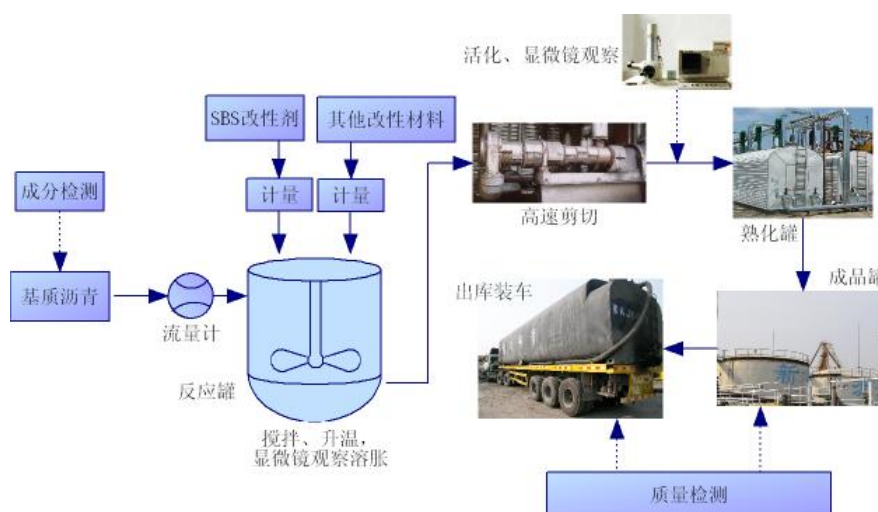 活化、显微镜观察
SBS改性剂
其他改性材料
成分检测
计量
计量
高速剪切
熟化罐
基质沥青
流量计
出库装车
成品罐
反应罐
搅拌、升温，
显微镜观察溶胀
质量检测